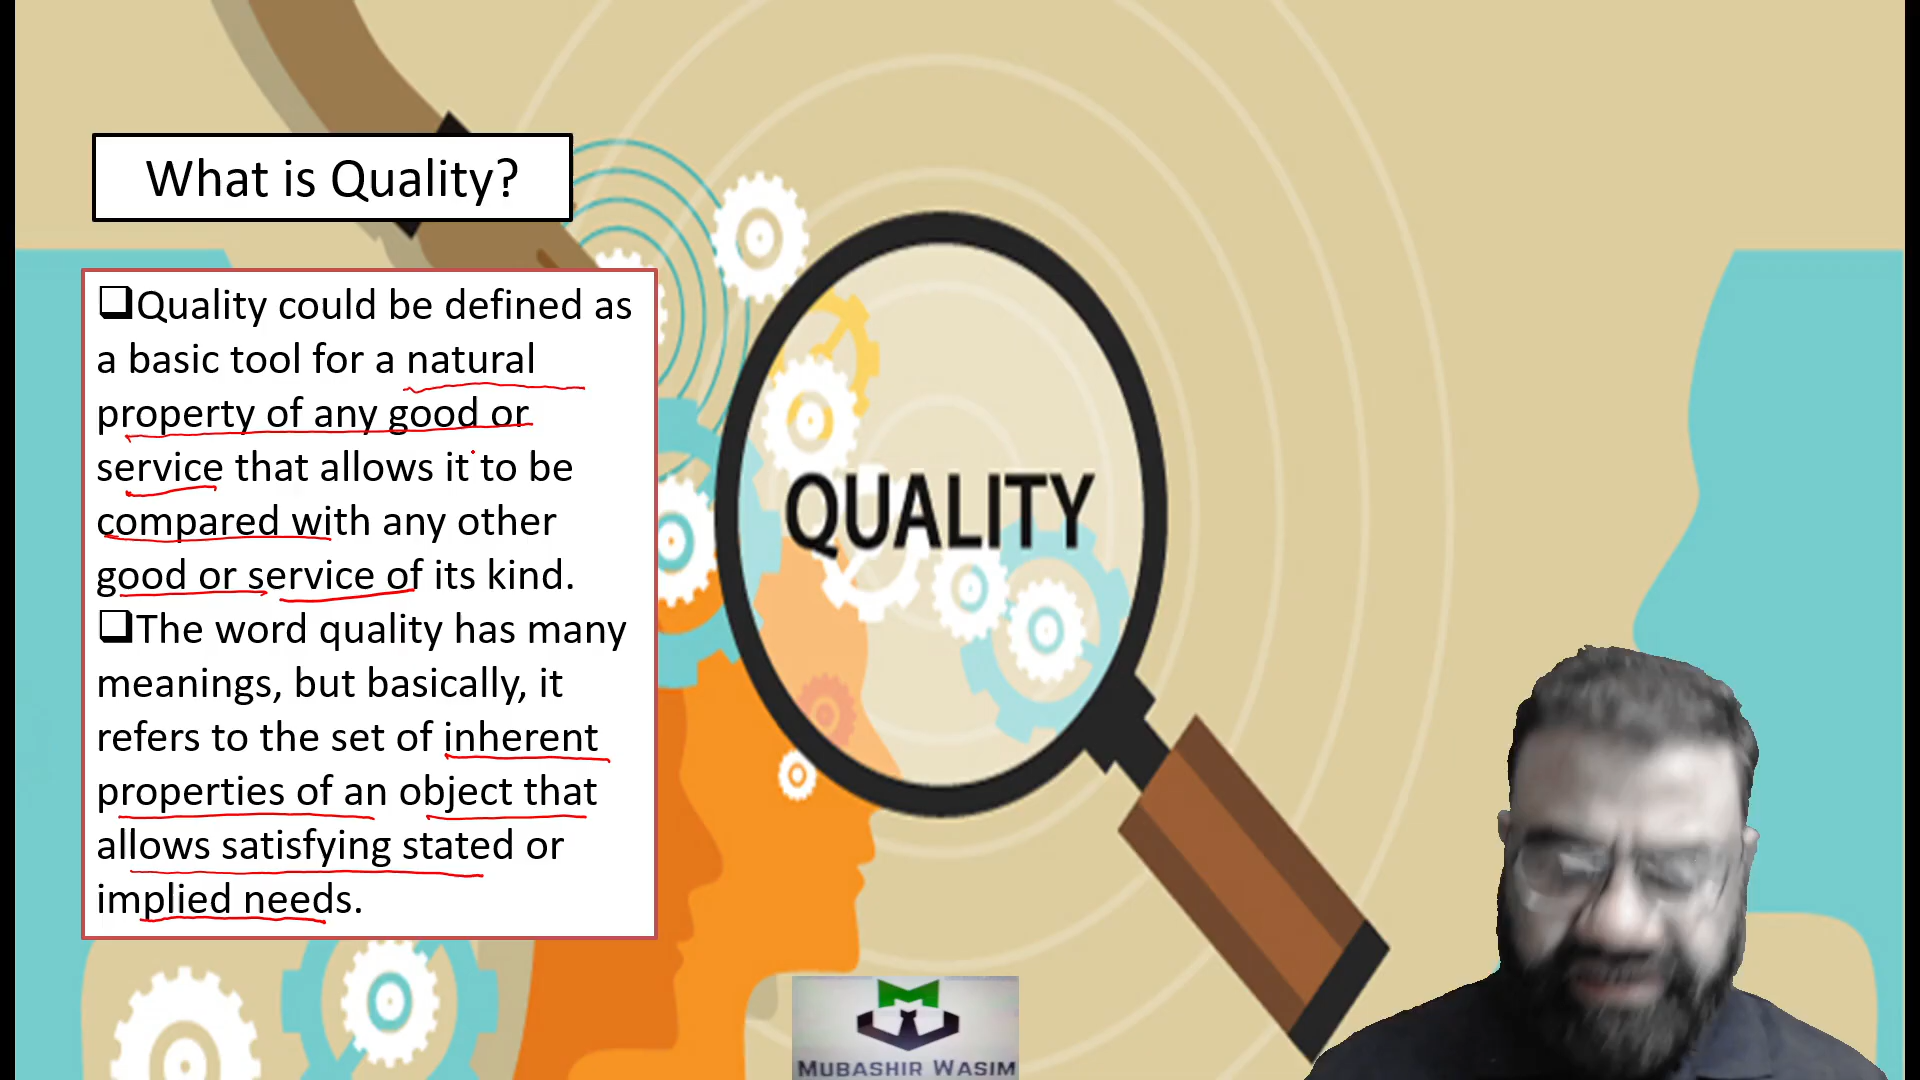 What is Quality?
❑Quality could be defined as
a basic tool for a natural
property of any good or
service that allows it to be
compared with any other
good or service of its kind.
❑The word quality has many
meanings, but basically, it
refers to the set of inherent
properties of an object that
allows satisfying stated or
implied needs.
QUALITY
MUBASHIR WASIM